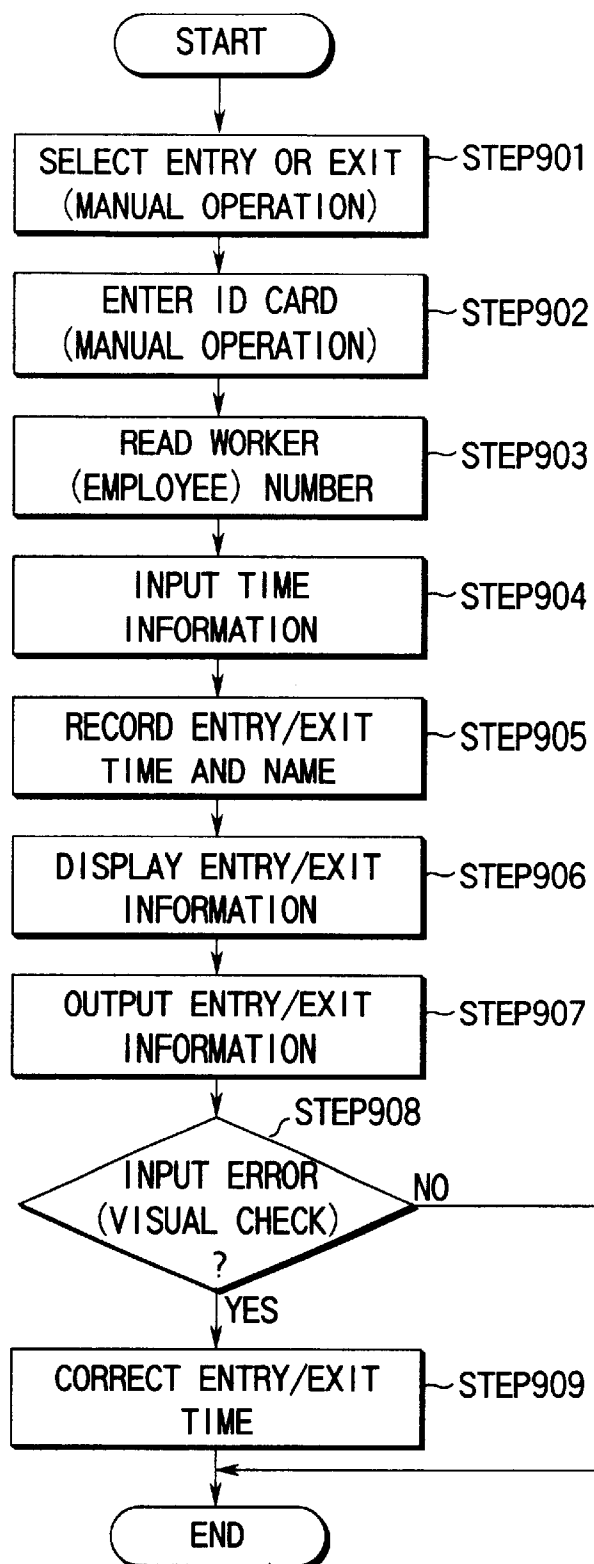 START
SELECT ENTRY OR EXIT
(MANUAL OPERATION)
STEP901
ENTER ID CARD
(MANUAL OPERATION)
STEP902
READ WORKER
(EMPLOYEE) NUMBER
STEP903
INPUT TIME
INFORMATION
STEP904
RECORD ENTRY/EXIT
TIME AND NAME
STEP905
DISPLAY ENTRY/EXIT
INFORMATION
STEP906
OUTPUT ENTRY/EXIT
INFORMATION
STEP907
STEP908
INPUT ERROR
(VISUAL CHECK)
?
NO
YES
CORRECT ENTRY/EXIT
TIME
STEP909
END